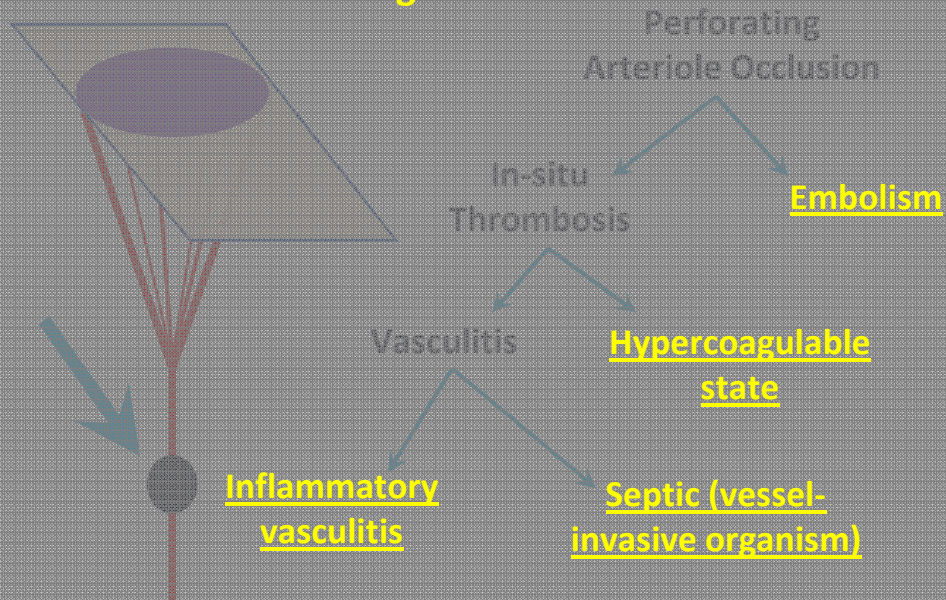 Perforating
Arteriole Occlusion
In-situ
Thrombosis
Embolism
Vasculitis
Hypercoagulable
state
Inflammatory
vasculitis
Septic (vessel-
invasive organism)